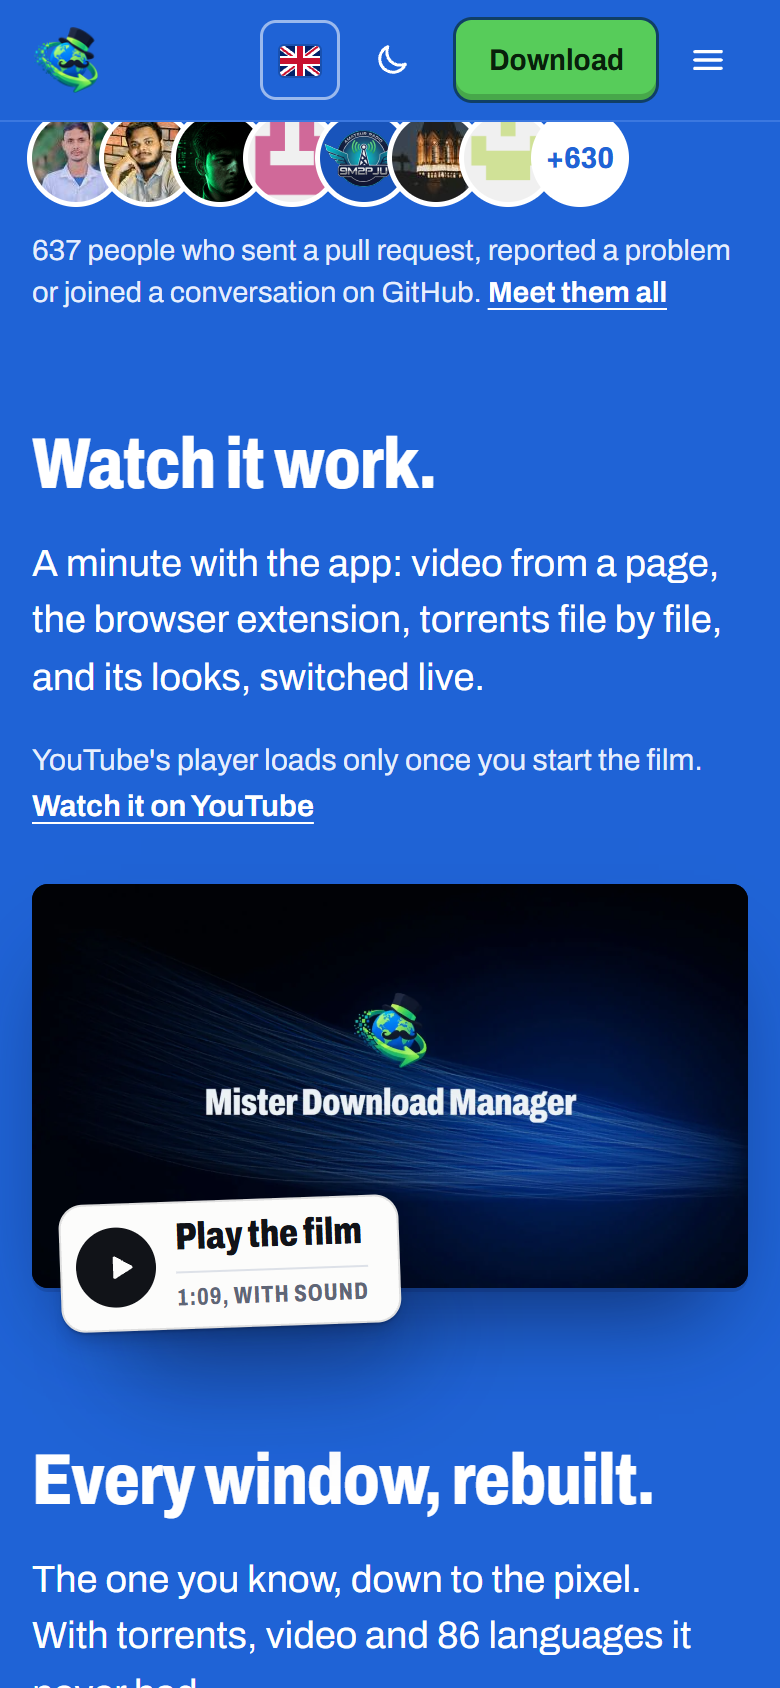 Download
+630
9M2PJU
637 people who sent a pull request, reported a problem
or joined a conversation on GitHub. Meet them all
Watch it work.
A minute with the app: video from a page,
the browser extension, torrents file by file,
and its looks, switched live.
YouTube's player loads only once you start the film.
Watch it on YouTube
Mister Download Manager
Play the film
1:09, WITH SOUND
Every window, rebuilt.
The one you know, down to the pixel.
With torrents, video and 86 languages it
never had